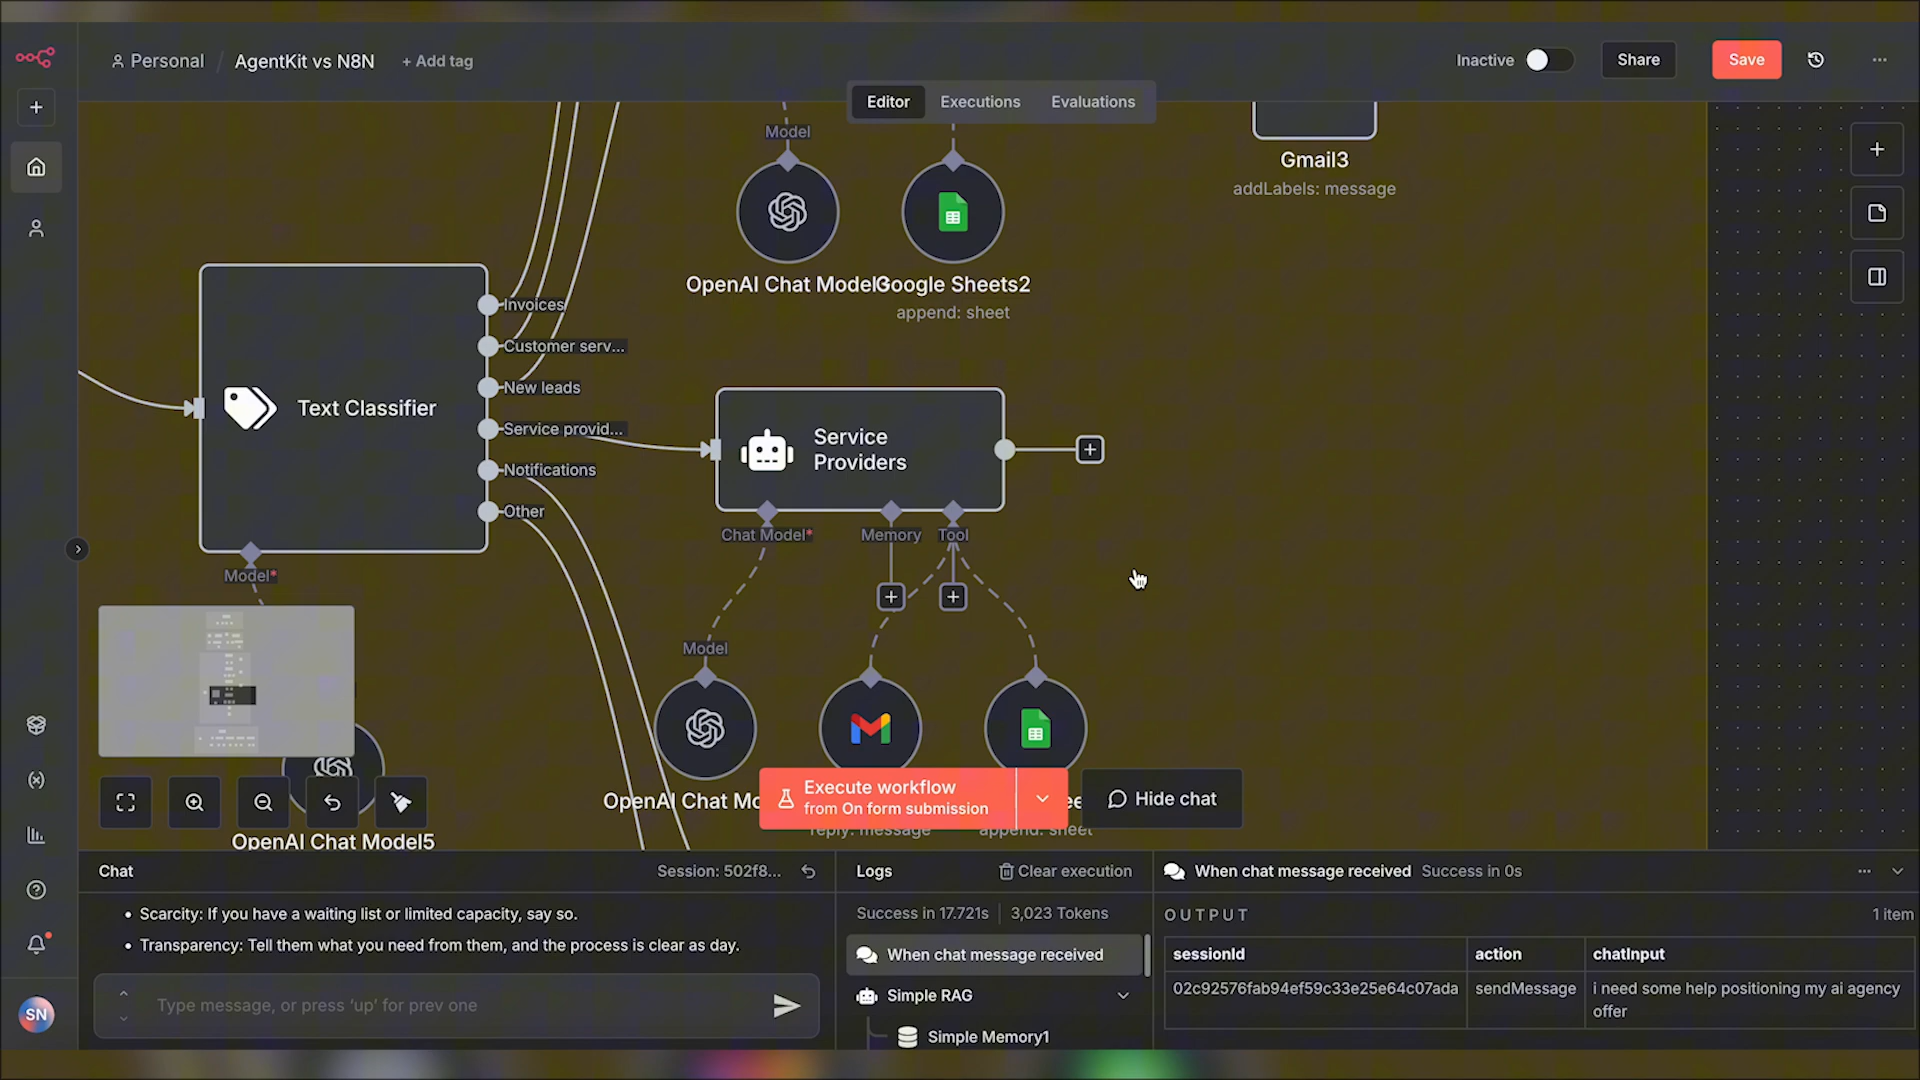 Personal / AgentKit vs N8N + Add tag
Inactive
Share
Save
Editor Executions Evaluations
Model
Gmail3
addLabels: message
OpenAI Chat Model
Google Sheets2
append: sheet
Invoices
Customer serv...
New leads
Service provid...
Notifications
Other
Text Classifier
Model*
Service
Providers
Chat Model*
Memory
Tool
Model
OpenAI Chat Mo
reply: message
append: sheet
OpenAI Chat Model5
Execute workflow
from On form submission
Hide chat
Chat
Session: 502f8...
• Scarcity: If you have a waiting list or limited capacity, say so.
• Transparency: Tell them what you need from them, and the process is clear as day.
Type message, or press ‘up’ for prev one
SN
Logs
Clear execution
Success in 17.721s | 3,023 Tokens
When chat message received
Simple RAG
Simple Memory1
When chat message received Success in 0s
OUTPUT
1 item
sessionId action chatInput
02c92576fab94ef59c33e25e64c07ada sendMessage i need some help positioning my ai agency
offer